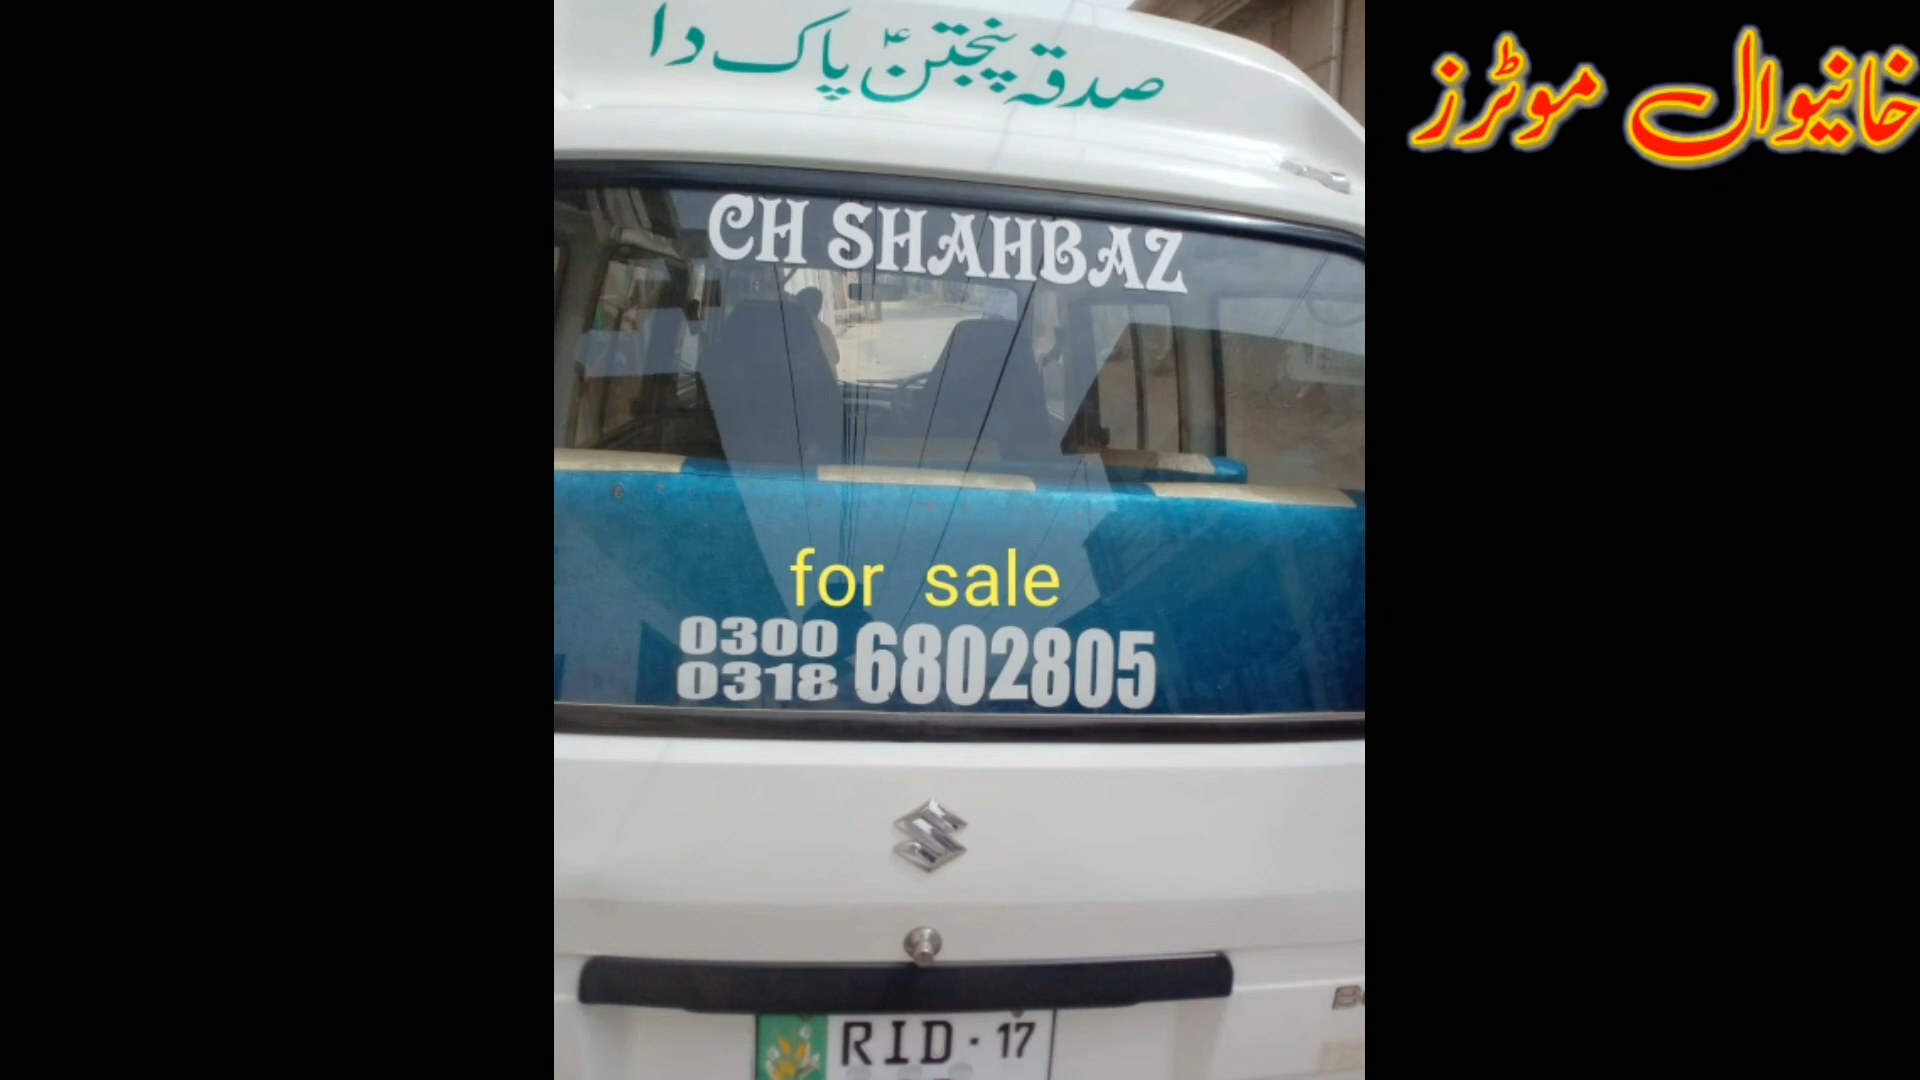 صدقہ پنجتنؑ پاک دا
خانیوال موٹرز
CH SHAHBAZ
for sale
0300
0318 6802805
RID · 17